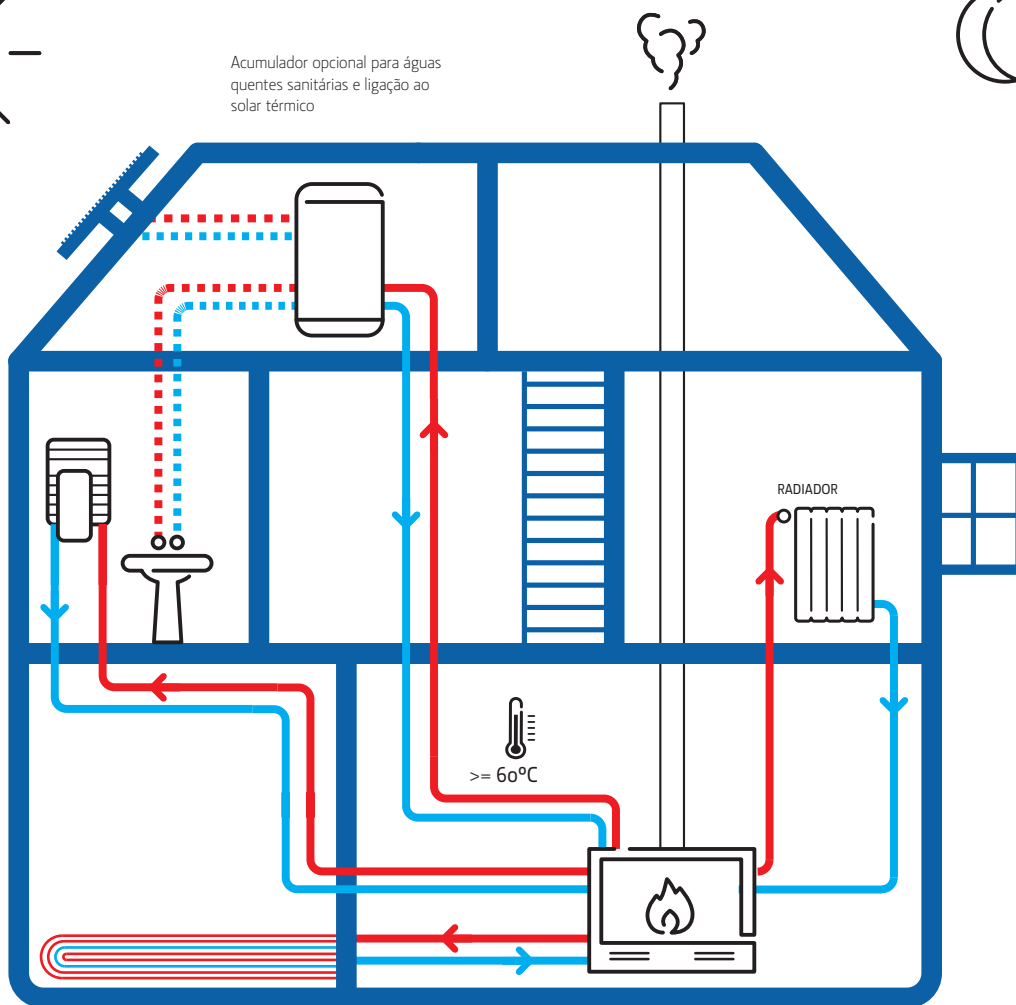 Acumulador opcional para águas
quentes sanitárias e ligação ao
solar térmico
RADIADOR
>= 60ºC